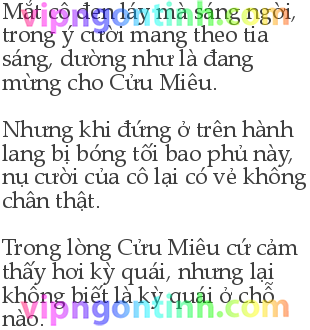 Mắt cô đen láy mà sáng ngời,
vipngontinh.com
trong ý cười mang theo tia
sáng, dường như là đang
mừng cho Cửu Miêu.
Nhưng khi đứng ở trên hành
lang bị bóng tối bao phủ này,
nụ cười của cô lại có vẻ không
chân thật.
Trong lòng Cửu Miêu cứ cảm
thấy hơi kỳ quái, nhưng lại
không biết là kỳ quái ở chỗ
vipngontinh.com
nào.